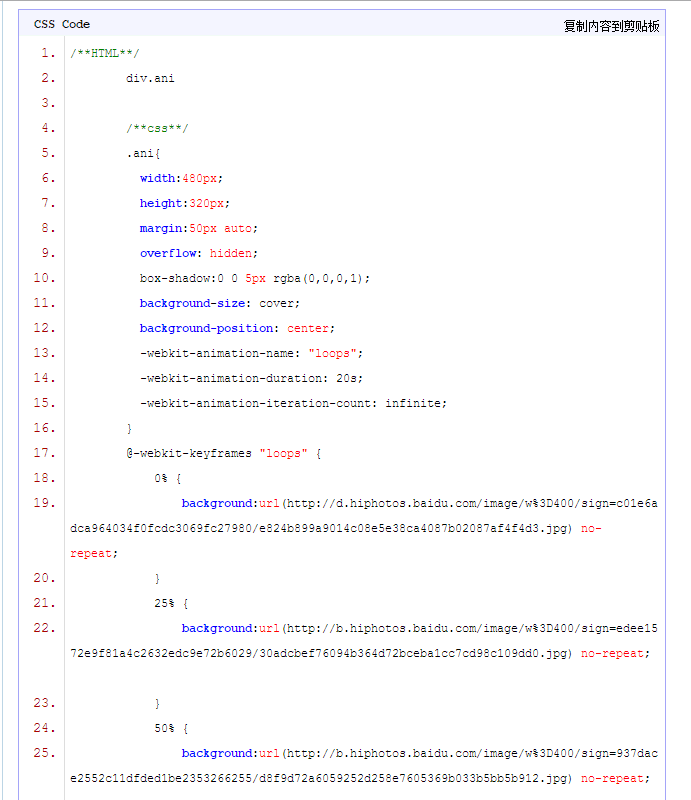 CSS Code 复制内容到剪贴板
1. /**HTML**/
2. div.ani
3.
4. /**css**/
5. .ani{
6. width:480px;
7. height:320px;
8. margin:50px auto;
9. overflow: hidden;
10. box-shadow:0 0 5px rgba(0,0,0,1);
11. background-size: cover;
12. background-position: center;
13. -webkit-animation-name: "loops";
14. -webkit-animation-duration: 20s;
15. -webkit-animation-iteration-count: infinite;
16. }
17. @-webkit-keyframes "loops" {
18. 0% {
19. background:url(http://d.hiphotos.baidu.com/image/w%3D400/sign=c01e6a
dca964034f0fcdc3069fc27980/e824b899a9014c08e5e38ca4087b02087af4f4d3.jpg) no-
repeat;
20. }
21. 25% {
22. background:url(http://b.hiphotos.baidu.com/image/w%3D400/sign=edee15
72e9f81a4c2632edc9e72b6029/30adcbef76094b364d72bceba1cc7cd98c109dd0.jpg) no-repeat;
23. }
24. 50% {
25. background:url(http://b.hiphotos.baidu.com/image/w%3D400/sign=937dac
e2552c11dfded1be2353266255/d8f9d72a6059252d258e7605369b033b5bb5b912.jpg) no-repeat;